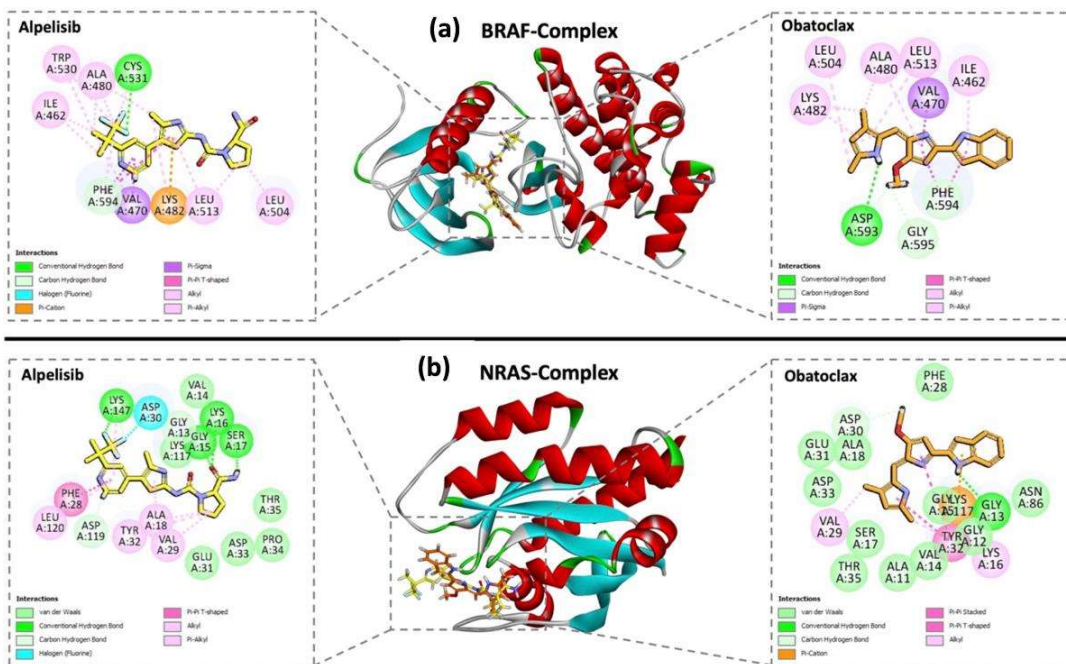 (a) BRAF-Complex
Alpelisib
TRP
A:530
ALA
A:480
CYS
A:531
ILE
A:462
PHE
A:594
VAL
A:470
LYS
A:482
LEU
A:513
LEU
A:504
Interactions
Conventional Hydrogen Bond
Carbon Hydrogen Bond
Halogen (Fluorine)
Pi-Cation
Pi-Sigma
Pi-Pi T-shaped
Alkyl
Pi-Alkyl
Obatoclax
LEU
A:504
ALA
A:480
LEU
A:513
ILE
A:462
LYS
A:482
VAL
A:470
PHE
A:594
ASP
A:593
GLY
A:595
Interactions
Conventional Hydrogen Bond
Carbon Hydrogen Bond
Pi-Sigma
Pi-Pi T-shaped
Alkyl
Pi-Alkyl
(b) NRAS-Complex
Alpelisib
LYS
A:147
ASP
A:30
VAL
A:14
GLY
A:13
LYS
A:16
LYS
A:117
GLY
A:15
SER
A:17
PHE
A:28
LEU
A:120
ASP
A:119
TYR
A:32
ALA
A:18
VAL
A:29
GLU
A:31
ASP
A:33
PRO
A:34
THR
A:35
Interactions
van der Waals
Conventional Hydrogen Bond
Carbon Hydrogen Bond
Halogen (Fluorine)
Pi-Pi T-shaped
Alkyl
Pi-Alkyl
Obatoclax
PHE
A:28
ASP
A:30
GLU
A:31
ALA
A:18
ASP
A:33
VAL
A:29
SER
A:17
THR
A:35
ALA
A:11
VAL
A:14
TYR
A:32
GLY
LYS
A:117
GLY
A:13
GLY
A:12
LYS
A:16
ASN
A:86
Interactions
van der Waals
Conventional Hydrogen Bond
Carbon Hydrogen Bond
Pi-Cation
Pi-Pi Stacked
Pi-Pi T-shaped
Alkyl